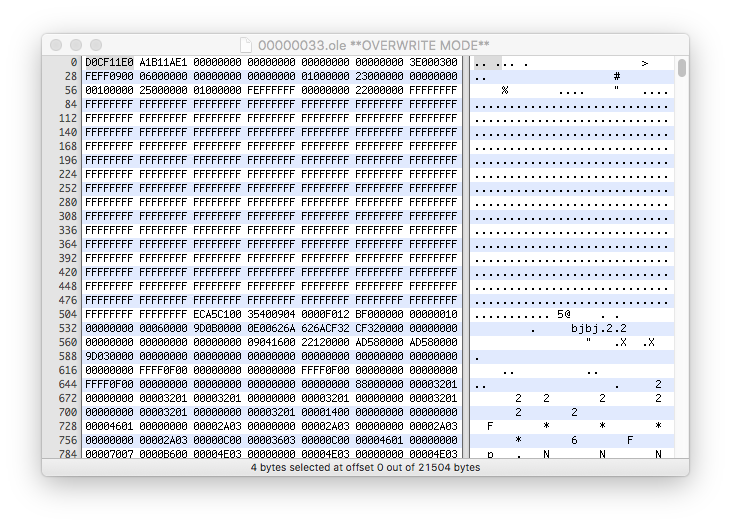 00000033.ole **OVERWRITE MODE**
0 D0CF11E0 A1B11AE1 00000000 00000000 00000000 00000000 3E000300 .. ... . >
28 FEFF0900 06000000 00000000 00000000 01000000 23000000 00000000 .. #
56 00100000 25000000 01000000 FEFFFFFF 00000000 22000000 FFFFFFFF % .... " ....
84 FFFFFFFF FFFFFFFF FFFFFFFF FFFFFFFF FFFFFFFF FFFFFFFF FFFFFFFF ............................
112 FFFFFFFF FFFFFFFF FFFFFFFF FFFFFFFF FFFFFFFF FFFFFFFF FFFFFFFF ............................
140 FFFFFFFF FFFFFFFF FFFFFFFF FFFFFFFF FFFFFFFF FFFFFFFF FFFFFFFF ............................
168 FFFFFFFF FFFFFFFF FFFFFFFF FFFFFFFF FFFFFFFF FFFFFFFF FFFFFFFF ............................
196 FFFFFFFF FFFFFFFF FFFFFFFF FFFFFFFF FFFFFFFF FFFFFFFF FFFFFFFF ............................
224 FFFFFFFF FFFFFFFF FFFFFFFF FFFFFFFF FFFFFFFF FFFFFFFF FFFFFFFF ............................
252 FFFFFFFF FFFFFFFF FFFFFFFF FFFFFFFF FFFFFFFF FFFFFFFF FFFFFFFF ............................
280 FFFFFFFF FFFFFFFF FFFFFFFF FFFFFFFF FFFFFFFF FFFFFFFF FFFFFFFF ............................
308 FFFFFFFF FFFFFFFF FFFFFFFF FFFFFFFF FFFFFFFF FFFFFFFF FFFFFFFF ............................
336 FFFFFFFF FFFFFFFF FFFFFFFF FFFFFFFF FFFFFFFF FFFFFFFF FFFFFFFF ............................
364 FFFFFFFF FFFFFFFF FFFFFFFF FFFFFFFF FFFFFFFF FFFFFFFF FFFFFFFF ............................
392 FFFFFFFF FFFFFFFF FFFFFFFF FFFFFFFF FFFFFFFF FFFFFFFF FFFFFFFF ............................
420 FFFFFFFF FFFFFFFF FFFFFFFF FFFFFFFF FFFFFFFF FFFFFFFF FFFFFFFF ............................
448 FFFFFFFF FFFFFFFF FFFFFFFF FFFFFFFF FFFFFFFF FFFFFFFF FFFFFFFF ............................
476 FFFFFFFF FFFFFFFF FFFFFFFF FFFFFFFF FFFFFFFF FFFFFFFF FFFFFFFF ............................
504 FFFFFFFF FFFFFFFF ECA5C100 35400904 0000F012 BF000000 00000010 .......... 5@ . .
532 00000000 00060000 9D0B0000 0E00626A 626ACF32 CF320000 00000000 . bjbj.2.2
560 00000000 00000000 00000000 09041600 22120000 AD580000 AD580000 " .X .X
588 9D030000 00000000 00000000 00000000 00000000 00000000 00000000 .
616 00000000 FFFF0F00 00000000 00000000 FFFF0F00 00000000 00000000 .. ..
644 FFFF0F00 00000000 00000000 00000000 00000000 88000000 00003201 .. . 2
672 00000000 00003201 00003201 00000000 00003201 00000000 00003201 2 2 2 2
700 00000000 00003201 00000000 00003201 00001400 00000000 00000000 2 2
728 00004601 00000000 00002A03 00000000 00002A03 00000000 00002A03 F * * *
756 00000000 00002A03 00000C00 00003603 00000C00 00004601 00000000 * 6 F
784 00007007 0000B600 00004E03 00000000 00004E03 00000000 00004E03 p . N N N
4 bytes selected at offset 0 out of 21504 bytes